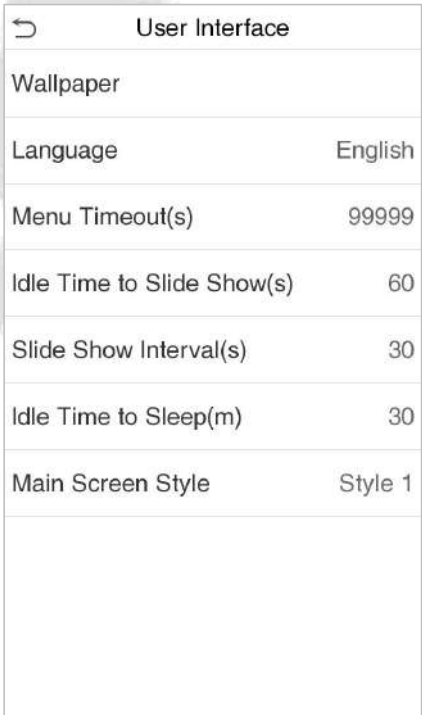 User Interface
Wallpaper
Language English
Menu Timeout(s) 99999
Idle Time to Slide Show(s) 60
Slide Show Interval(s) 30
Idle Time to Sleep(m) 30
Main Screen Style Style 1